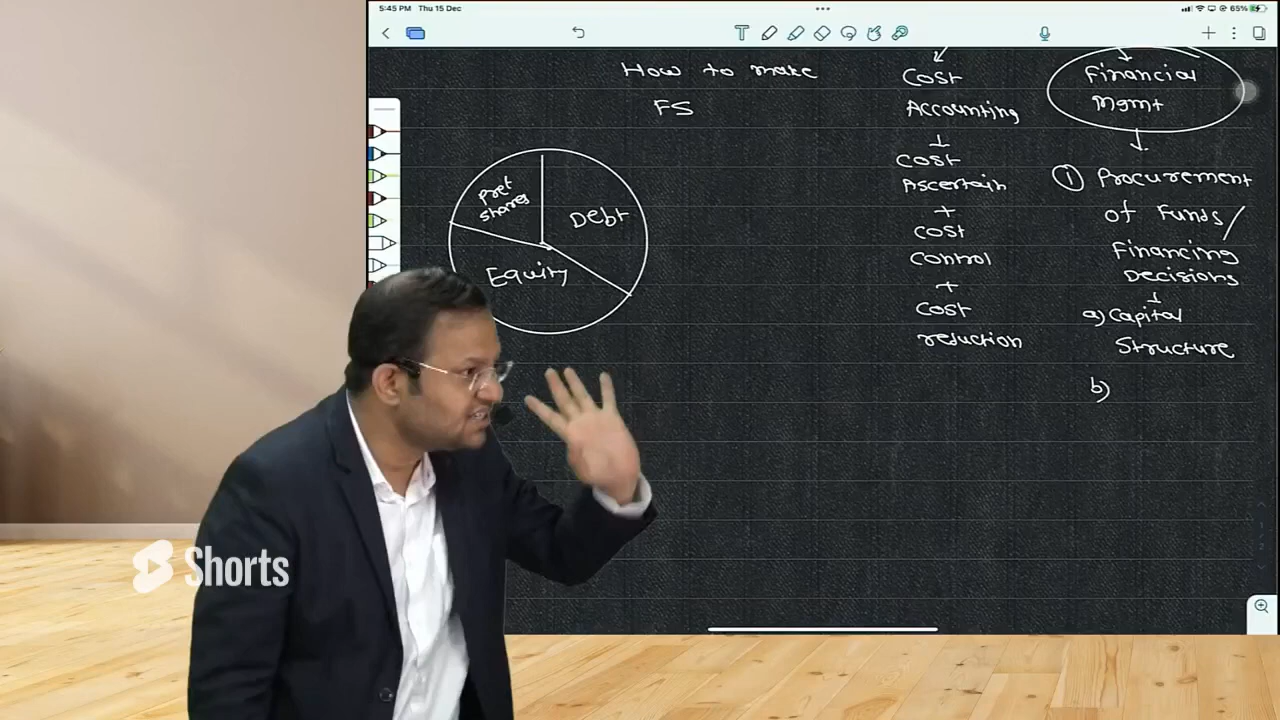 5:45 PM Thu 15 Dec
65%
How to make
FS
Pref
shares
Debt
Equity
Cost
Accounting
Cost
Ascertain
+
Cost
control
+
Cost
reduction
Financial
Mgmt
① Procurement
of Funds/
Financing
Decisions
a) Capital
Structure
b)
Shorts